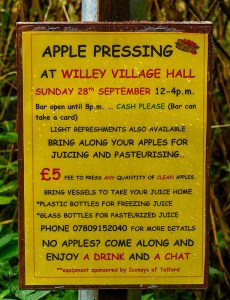 APPLE PRESSING
AT WILLEY VILLAGE HALL
SUNDAY 28th SEPTEMBER 12-4p.m.
Bar open until 8pm. ... CASH PLEASE (Bar can
take a card)
LIGHT REFRESHMENTS ALSO AVAILABLE
BRING ALONG YOUR APPLES FOR
JUICING AND PASTEURISING...
£5 FEE TO PRESS ANY QUANTITY OF CLEAN APPLES.
BRING VESSELS TO TAKE YOUR JUICE HOME
*PLASTIC BOTTLES FOR FREEZING JUICE
*GLASS BOTTLES FOR PASTEURIZED JUICE
PHONE 07809152040 FOR MORE DETAILS
NO APPLES? COME ALONG AND
ENJOY A DRINK AND A CHAT
**equipment sponsored by Iconsys of Telford